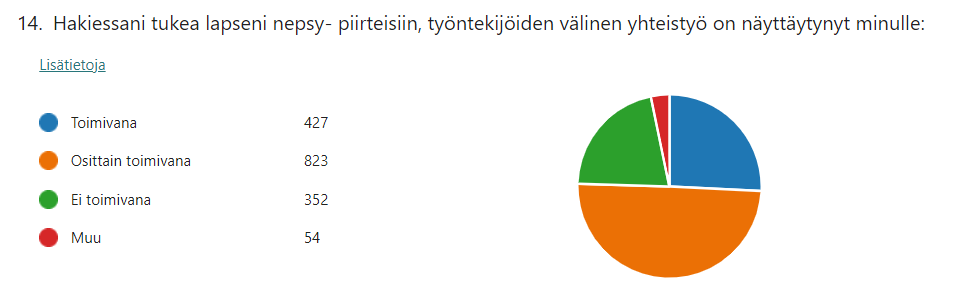 14. Hakiessani tukea lapseni nepsy- piirteisiin, työntekijöiden välinen yhteistyö on näyttäytynyt minulle:
Lisätietoja
Toimivana 427
Osittain toimivana 823
Ei toimivana 352
Muu 54